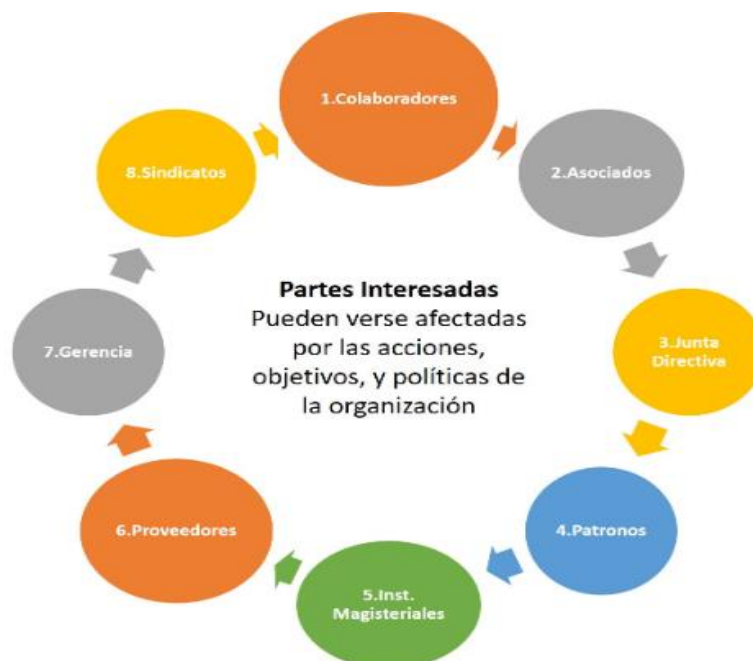 1.Colaboradores
2.Asociados
3.Junta
Directiva
4.Patronos
5.Inst.
Magisteriales
6.Proveedores
7.Gerencia
8.Sindicatos
Partes Interesadas
Pueden verse afectadas
por las acciones,
objetivos, y políticas de
la organización